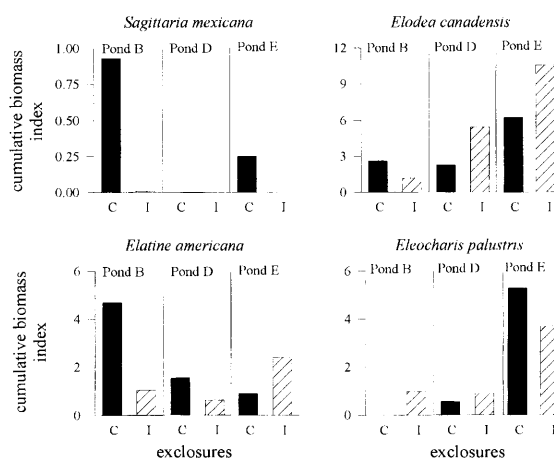 Sagittaria mexicana
Elodea canadensis
1.00
0.75
0.50
0.25
0.00
Pond B
Pond D
Pond E
12
9
6
3
0
Pond B
Pond D
Pond E
cumulative biomass
index
C I C I C I
C I C I C I
Elatine americana
Eleocharis palustris
6
4
2
0
Pond B
Pond D
Pond E
6
4
2
0
Pond B
Pond D
Pond E
cumulative biomass
index
C I C I C I
C I C I C I
exclosures
exclosures